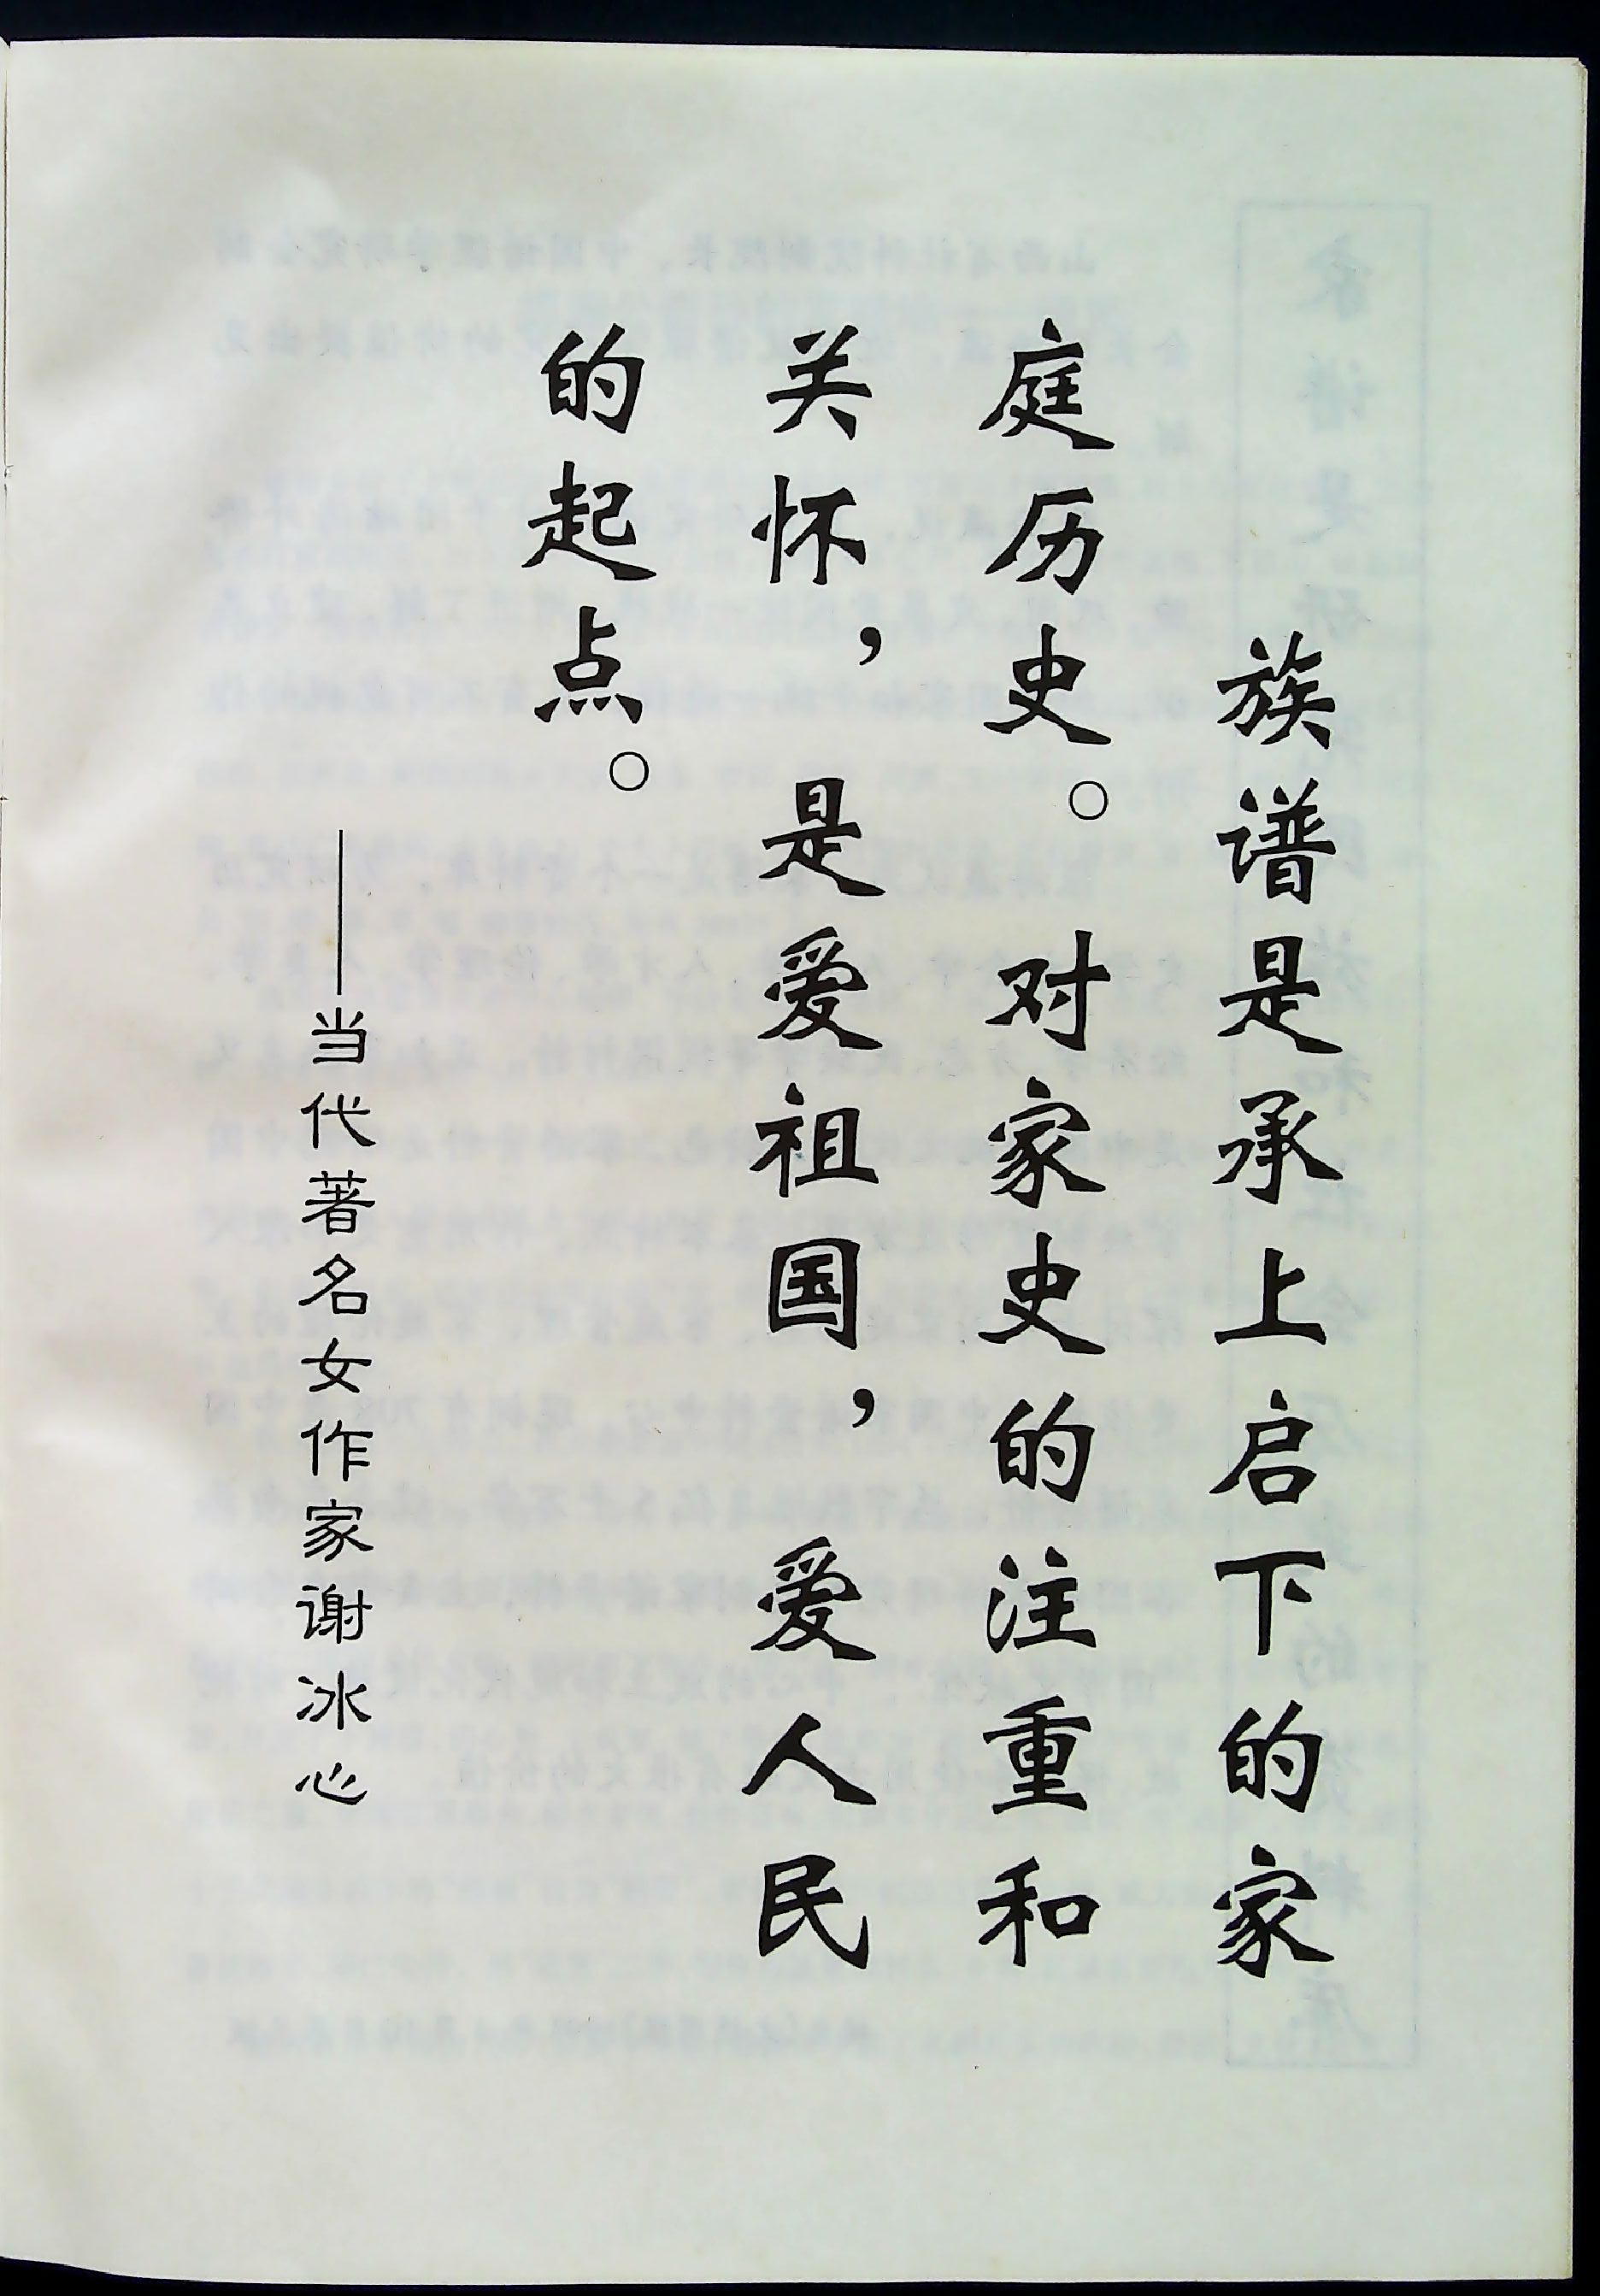 族谱是承上启下的家
庭历史。对家史的注重和
关怀，是爱祖国，爱人民
的起点。
——当代著名女作家谢冰心